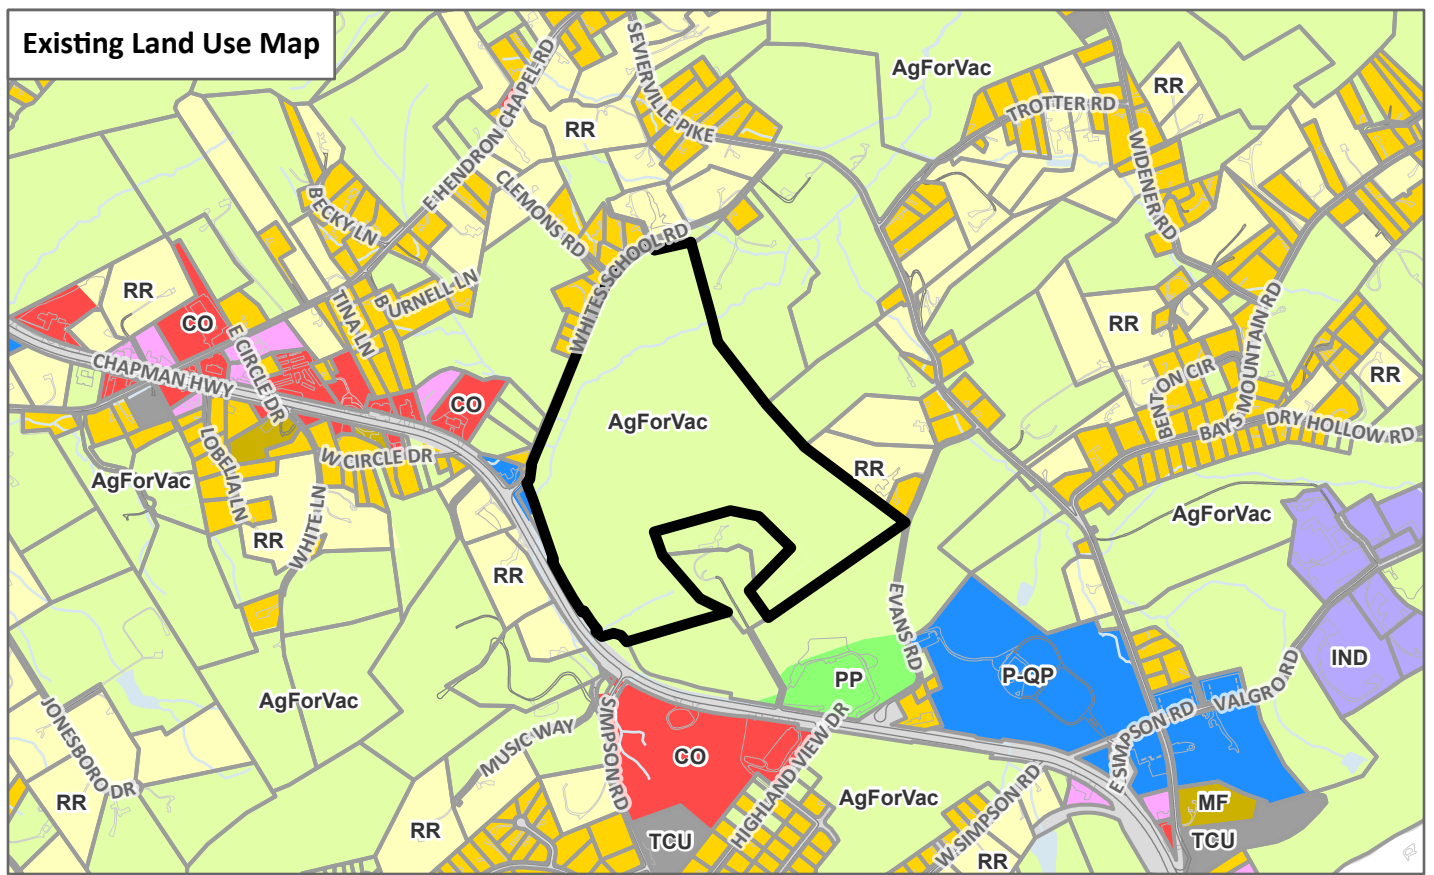 Existing Land Use Map
E HENDRON CHAPEL RD
SEVIERVILLE PIKE
AgForVac
TROTTER RD
RR
RR
WIDENER RD
BECKY LN
CLEMONS RD
WHITES SCHOOL RD
RR
BURNELL LN
TINA LN
CO
E CIRCLE DR
RR
BAYS MOUNTAIN RD
CHAPMAN HWY
BENTON CIR
RR
CO
AgForVac
DRY HOLLOW RD
LOBELIA LN
W CIRCLE DR
RR
AgForVac
WHITE LN
AgForVac
RR
RR
EVANS RD
IND
PP
P-QP
AgForVac
VALGRO RD
E SIMPSON RD
JONESBORO DR
MUSIC WAY
SIMPSON RD
HIGHLAND VIEW DR
CO
RR
AgForVac
MF
W SIMPSON RD
RR
TCU
TCU
RR